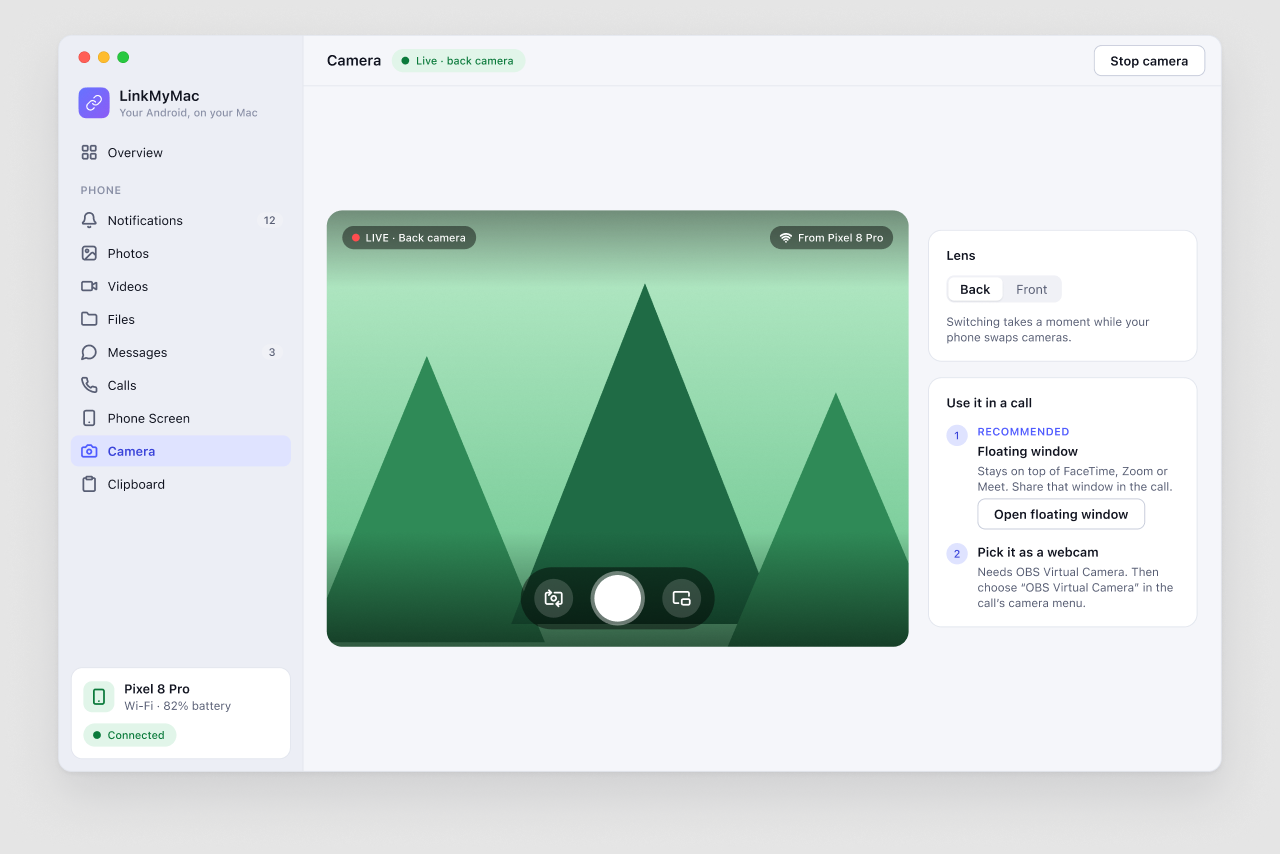 LinkMyMac
Your Android, on your Mac
Overview
PHONE
Notifications 12
Photos
Videos
Files
Messages 3
Calls
Phone Screen
Camera
Clipboard
Pixel 8 Pro
Wi-Fi · 82% battery
Connected
Camera
Live · back camera
Stop camera
LIVE · Back camera
From Pixel 8 Pro
Lens
Back Front
Switching takes a moment while your
phone swaps cameras.
Use it in a call
1 RECOMMENDED
Floating window
Stays on top of FaceTime, Zoom or
Meet. Share that window in the call.
Open floating window
2 Pick it as a webcam
Needs OBS Virtual Camera. Then
choose “OBS Virtual Camera” in the
call’s camera menu.